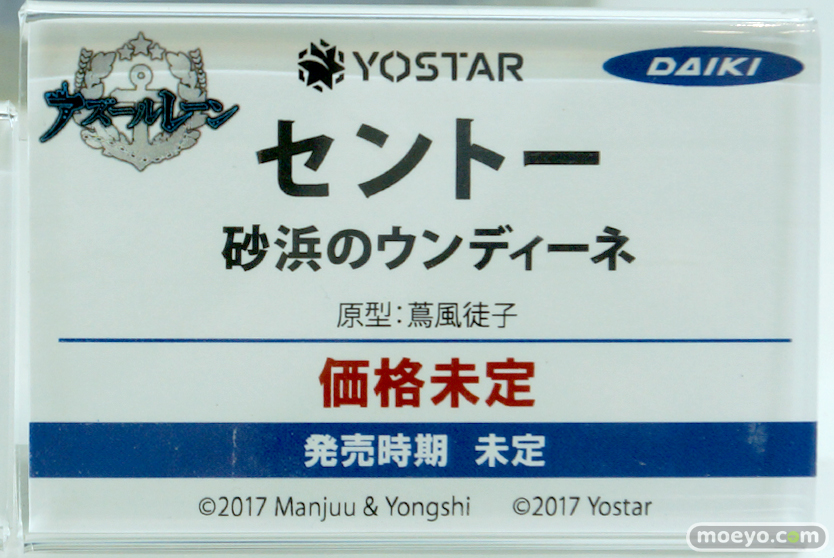 アズールレーン
YOSTAR
DAIKI
セントー
砂浜のウンディーネ
原型:蔦風徒子
価格未定
発売時期 未定
©2017 Manjuu & Yongshi ©2017 Yostar
moeyo.com